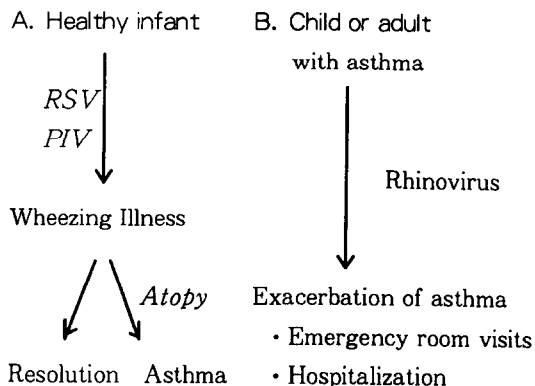 A. Healthy infant
RSV
PIV
Wheezing Illness
Atopy
Resolution Asthma
B. Child or adult
with asthma
Rhinovirus
Exacerbation of asthma
・Emergency room visits
・Hospitalization